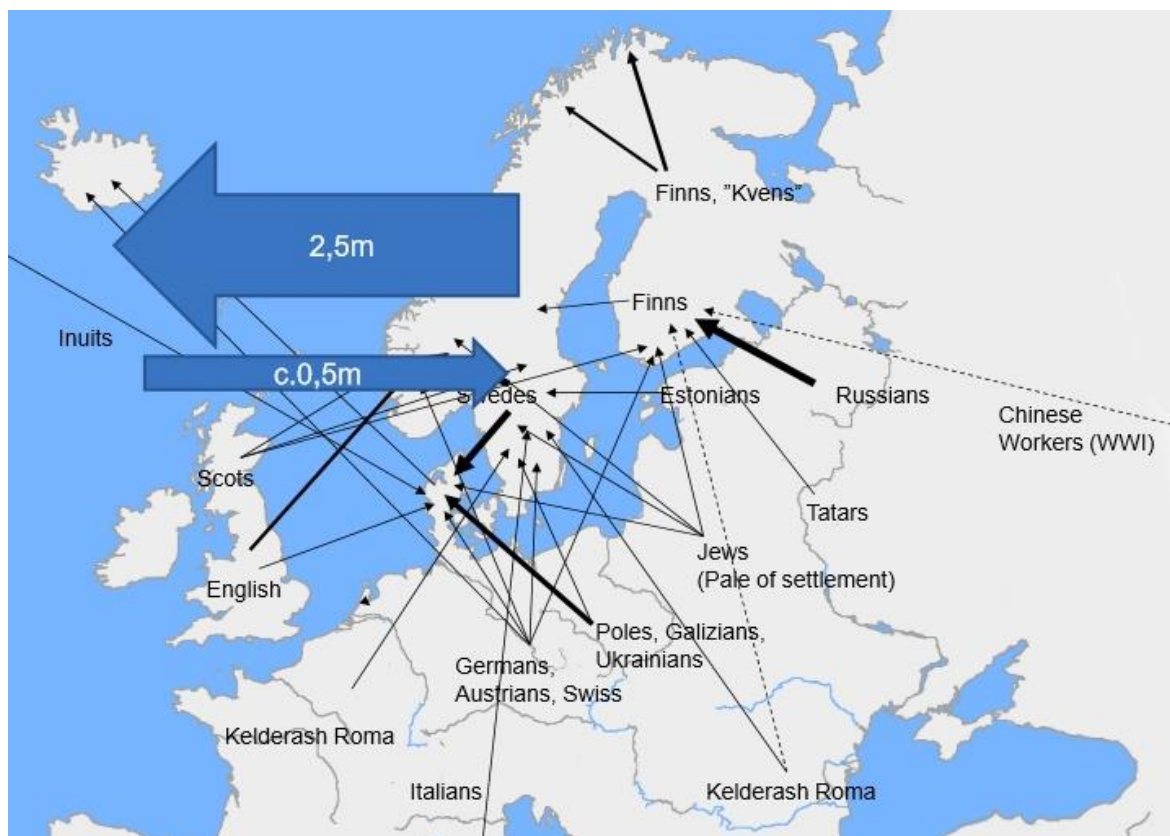 Finns, ”Kvens”
2,5m
Finns
Inuits
c.0,5m
Swedes
Estonians
Russians
Chinese
Workers (WWI)
Scots
Tatars
Jews
(Pale of settlement)
English
Poles, Galizians,
Ukrainians
Germans,
Austrians, Swiss
Kelderash Roma
Italians
Kelderash Roma